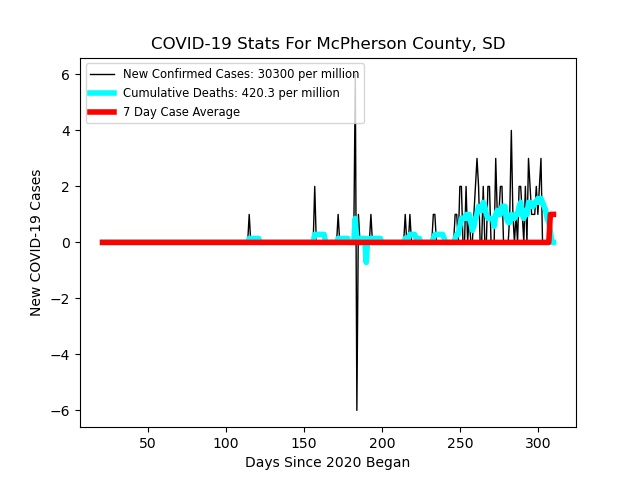 COVID-19 Stats For McPherson County, SD
New Confirmed Cases: 30300 per million
Cumulative Deaths: 420.3 per million
7 Day Case Average
New COVID-19 Cases
6
4
2
0
−2
−4
−6
50 100 150 200 250 300
Days Since 2020 Began